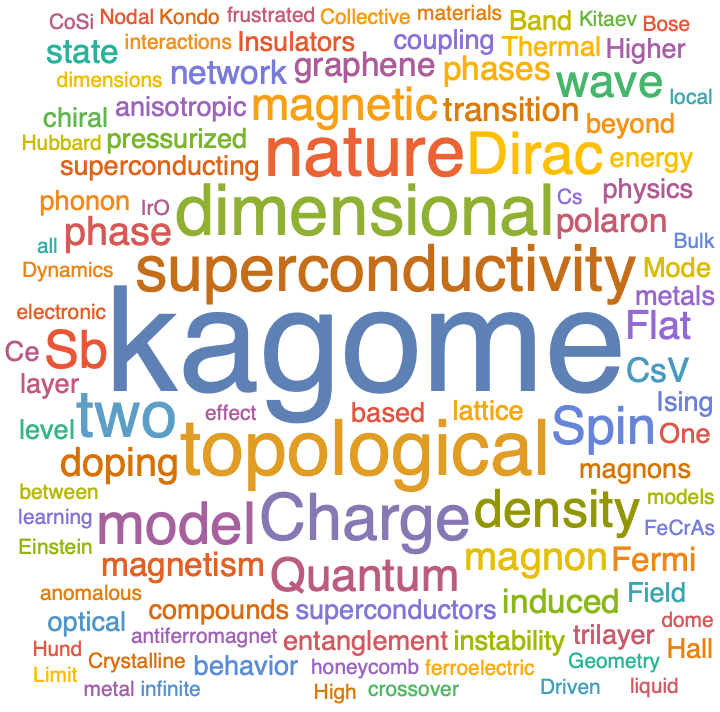 CoSi Nodal Kondo frustrated Collective materials Band Kitaev Bose
state interactions Insulators coupling Thermal Higher
dimensions network graphene phases wave local
chiral anisotropic magnetic transition beyond
Hubbard pressurized nature Dirac energy
superconducting
phonon IrO dimensional Cs physics
all phase polaron Bulk
Dynamics superconductivity Mode
metals
electronic kagome Flat
Ce Sb CsV
layer two effect based lattice Ising
level topological Spin One
doping magnons
between density models
learning model Charge FeCrAs
Einstein magnetism Quantum magnon Fermi
anomalous compounds superconductors induced Field
optical antiferromagnet entanglement instability trilayer dome
Hund Crystalline behavior honeycomb ferroelectric Geometry Hall
Limit metal infinite High crossover Driven liquid